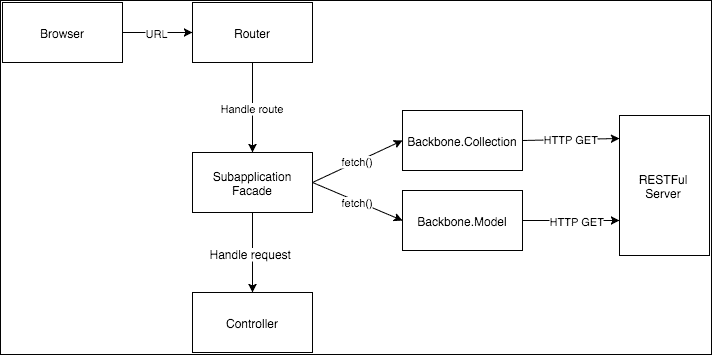 Browser
URL
Router
Handle route
Subapplication
Facade
fetch()
fetch()
Backbone.Collection
HTTP GET
Backbone.Model
HTTP GET
RESTFul
Server
Handle request
Controller